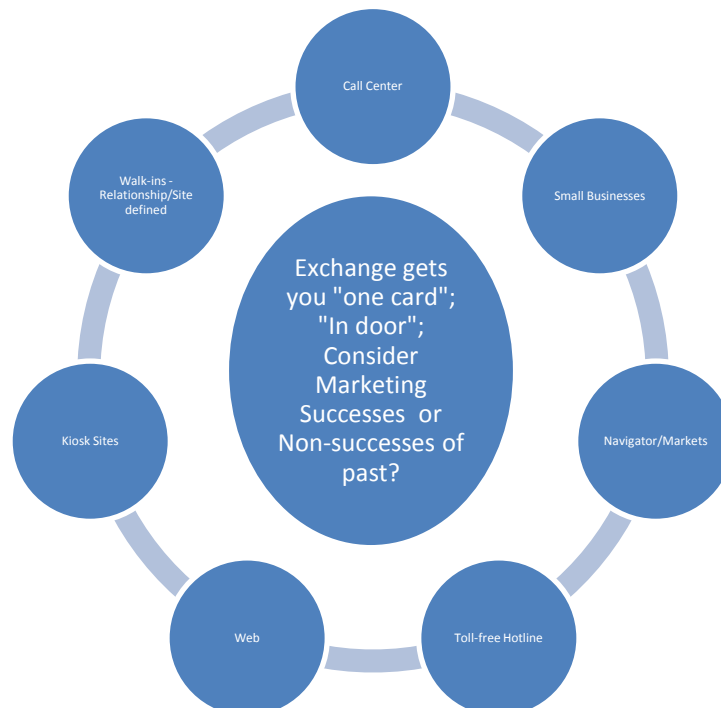 Call Center
Walk-ins -
Relationship/Site
defined
Small Businesses
Exchange gets
you "one card";
"In door";
Consider
Marketing
Successes  or
Non-successes of
past?
Kiosk Sites
Navigator/Markets
Web
Toll-free Hotline